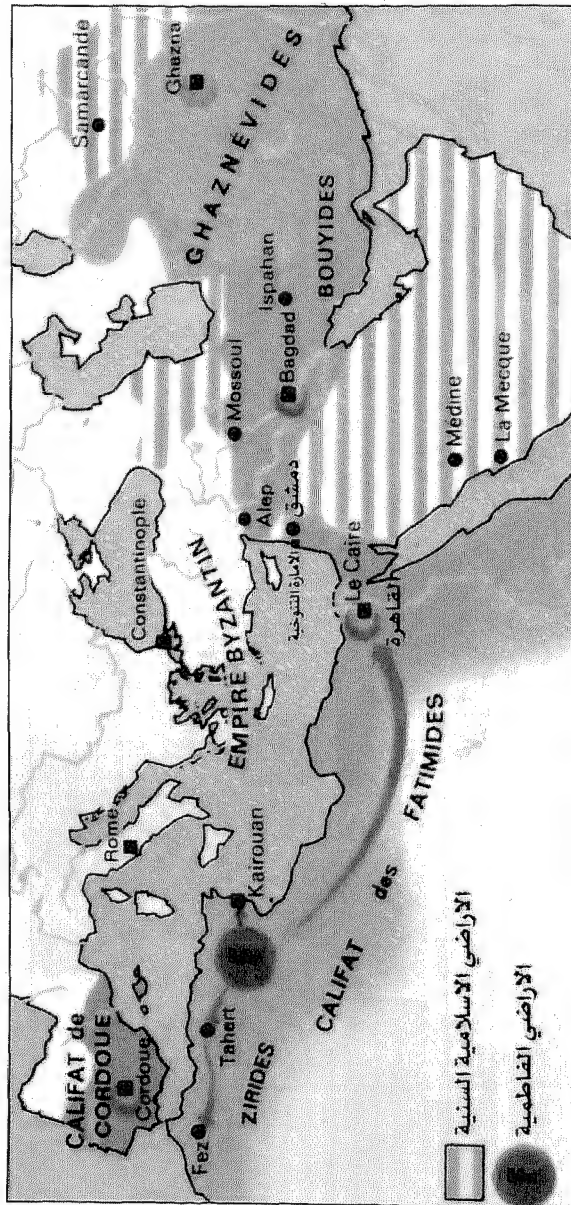 CALIFAT de
CORDOUE
Cordoue
Fez
Tahert
ZIRIDES
Kairouan
Rome
CALIFAT
des
FATIMIDES
EMPIRE BYZANTIN
Constantinople
Alep
دمشق
الامارة التنوخية
Le Caire
القاهرة
Mossoul
Bagdad
Ispahan
BOUYIDES
Médine
La Mecque
GHAZNÉVIDES
Samarcande
Ghazna
الاراضي الاسلامية السنية
الاراضي الفاطمية